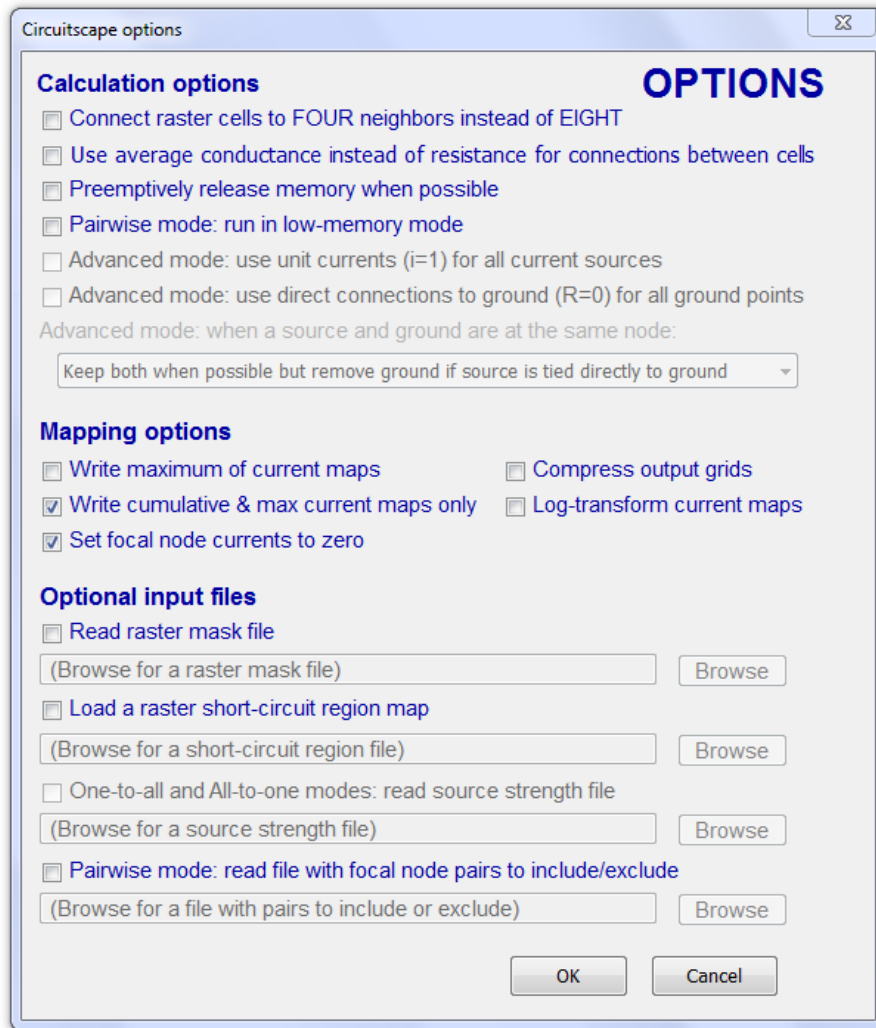 Circuitscape options
Calculation options
OPTIONS
Connect raster cells to FOUR neighbors instead of EIGHT
Use average conductance instead of resistance for connections between cells
Preemptively release memory when possible
Pairwise mode: run in low-memory mode
Advanced mode: use unit currents (i=1) for all current sources
Advanced mode: use direct connections to ground (R=0) for all ground points
Advanced mode: when a source and ground are at the same node:
Keep both when possible but remove ground if source is tied directly to ground
Mapping options
Write maximum of current maps
Compress output grids
Write cumulative & max current maps only
Log-transform current maps
Set focal node currents to zero
Optional input files
Read raster mask file
(Browse for a raster mask file)
Browse
Load a raster short-circuit region map
(Browse for a short-circuit region file)
Browse
One-to-all and All-to-one modes: read source strength file
(Browse for a source strength file)
Browse
Pairwise mode: read file with focal node pairs to include/exclude
(Browse for a file with pairs to include or exclude)
Browse
OK
Cancel